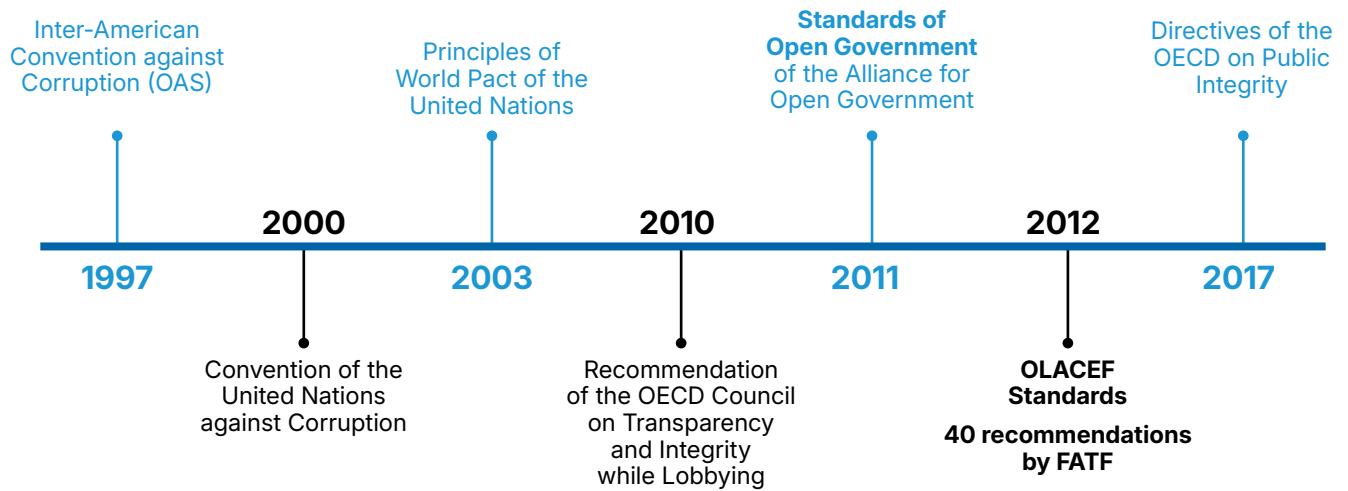 Inter-American
Convention against
Corruption (OAS)
Principles of
World Pact of the
United Nations
Standards of
Open Government
of the Alliance for
Open Government
Directives of the
OECD on Public
Integrity
2000
2010
2012
1997
2003
2011
2017
Convention of the
United Nations
against Corruption
Recommendation
of the OECD Council
on Transparency
and Integrity
while Lobbying
OLACEF
Standards
40 recommendations
by FATF